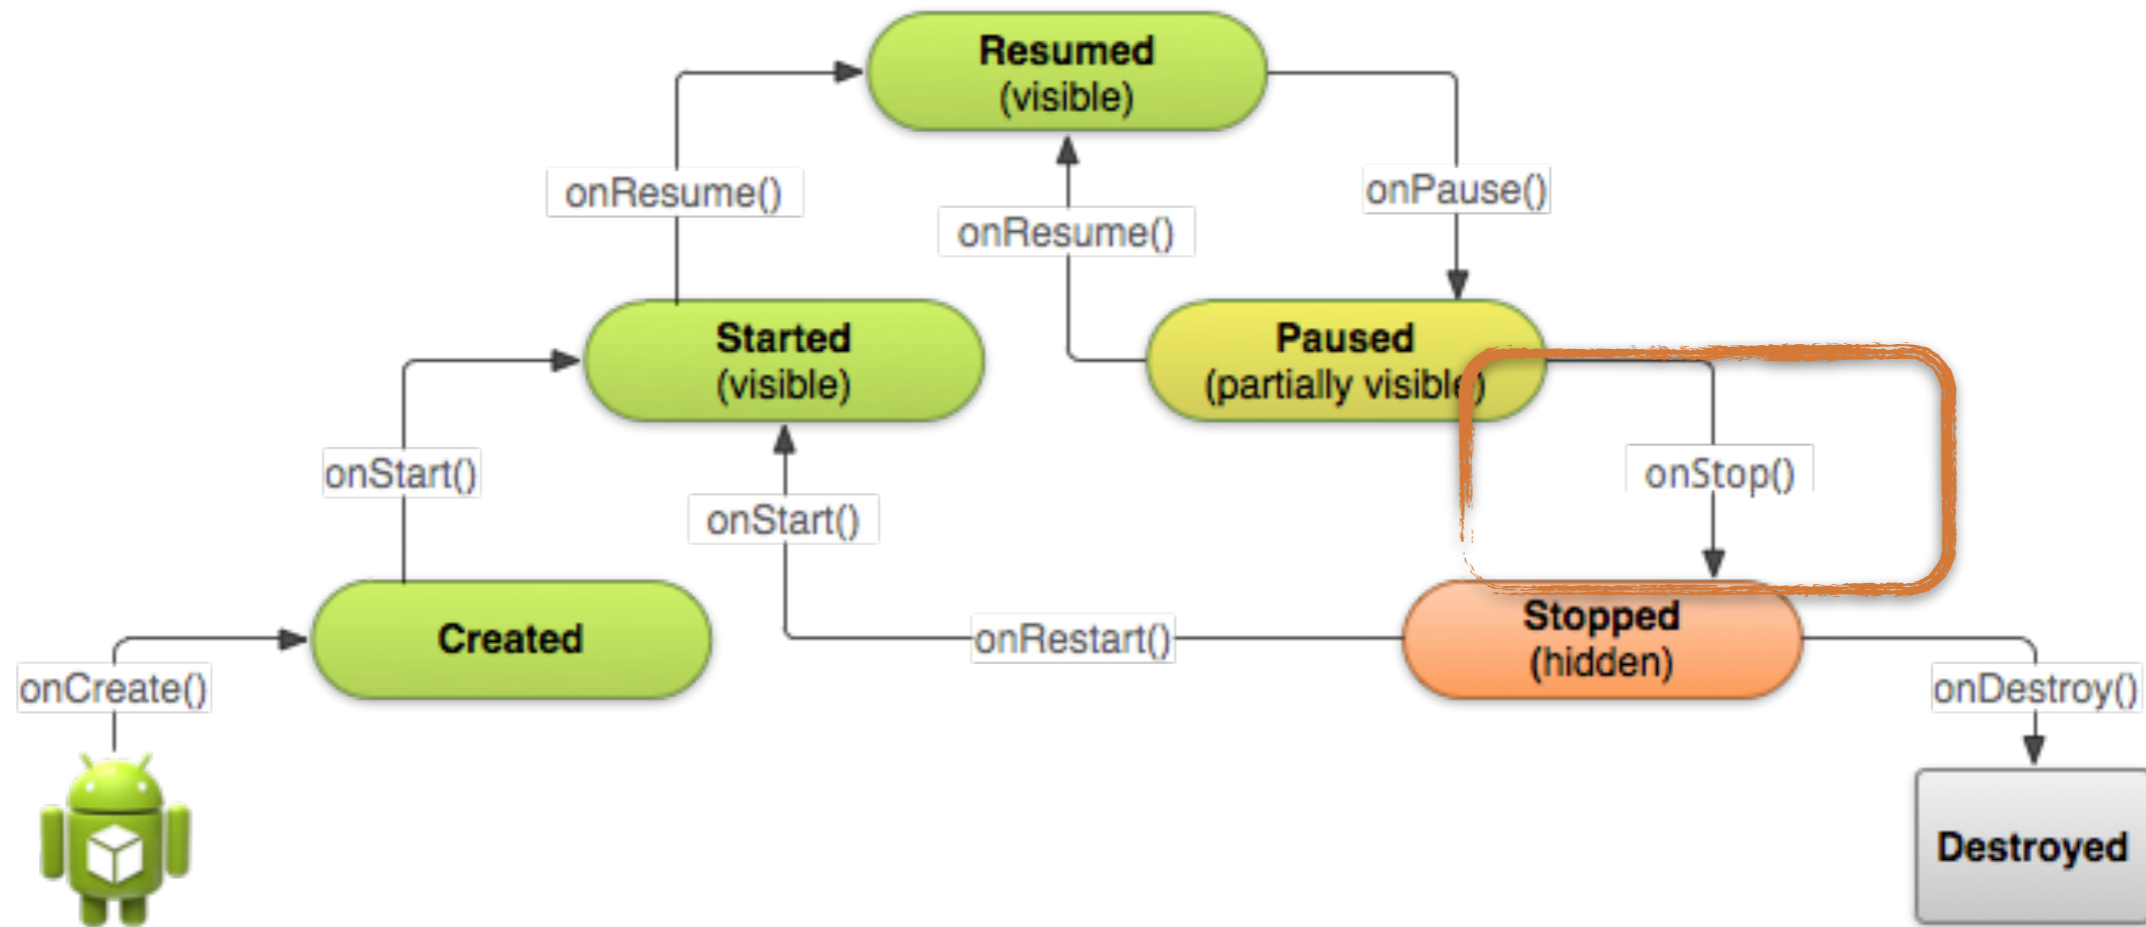 Resumed
(visible)
onResume()
onPause()
onResume()
Started
(visible)
Paused
(partially visible)
onStart()
onStop()
onStart()
Created
onRestart()
Stopped
(hidden)
onCreate()
onDestroy()
Destroyed